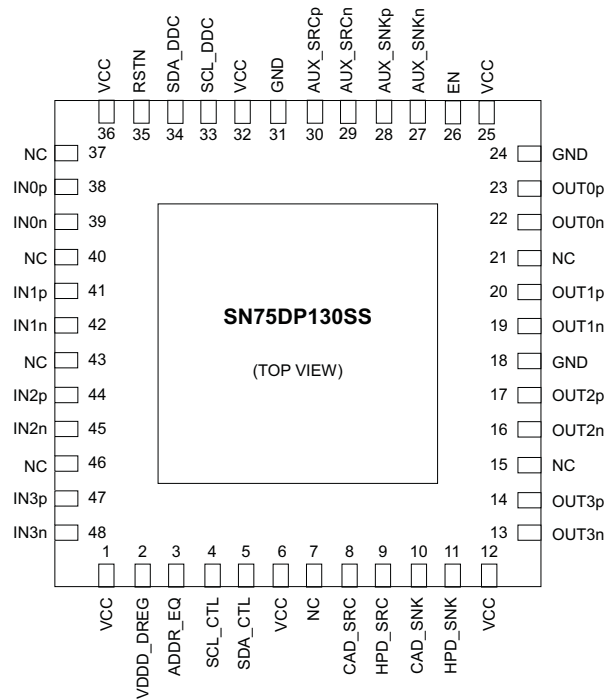 VCC
RSTN
SDA_DDC
SCL_DDC
VCC
GND
AUX_SRCp
AUX_SRCn
AUX_SNKp
AUX_SNKn
EN
VCC
36 35 34 33 32 31 30 29 28 27 26 25
NC 37
IN0p 38
IN0n 39
NC 40
IN1p 41
IN1n 42
NC 43
IN2p 44
IN2n 45
NC 46
IN3p 47
IN3n 48
SN75DP130SS
(TOP VIEW)
24 GND
23 OUT0p
22 OUT0n
21 NC
20 OUT1p
19 OUT1n
18 GND
17 OUT2p
16 OUT2n
15 NC
14 OUT3p
13 OUT3n
1 2 3 4 5 6 7 8 9 10 11 12
VCC
VDDD_DREG
ADDR_EQ
SCL_CTL
SDA_CTL
VCC
NC
CAD_SRC
HPD_SRC
CAD_SNK
HPD_SNK
VCC